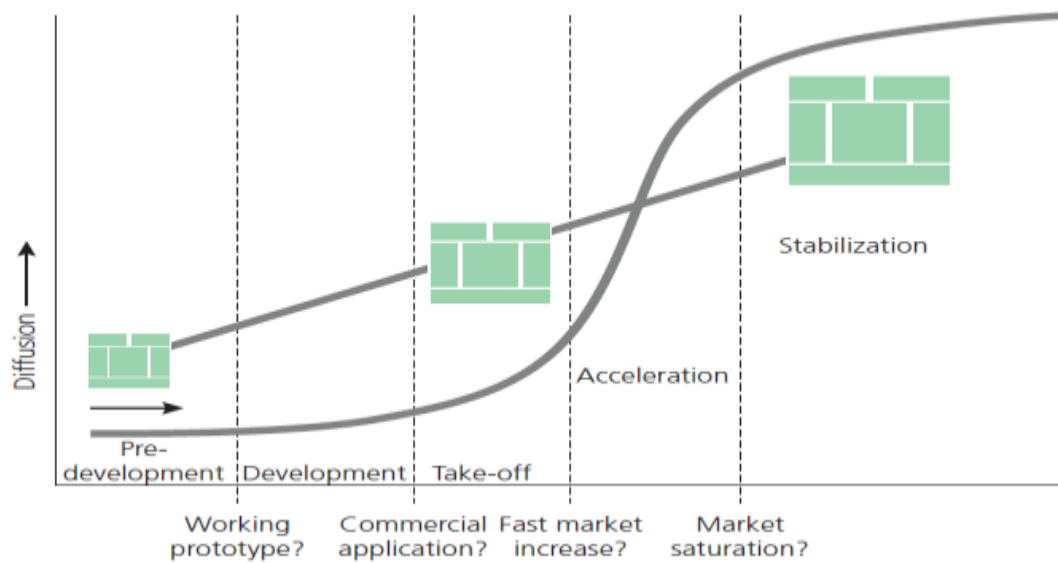 Diffusion
Stabilization
Acceleration
Pre-
development
Development
Take-off
Working
prototype?
Commercial
application?
Fast market
increase?
Market
saturation?